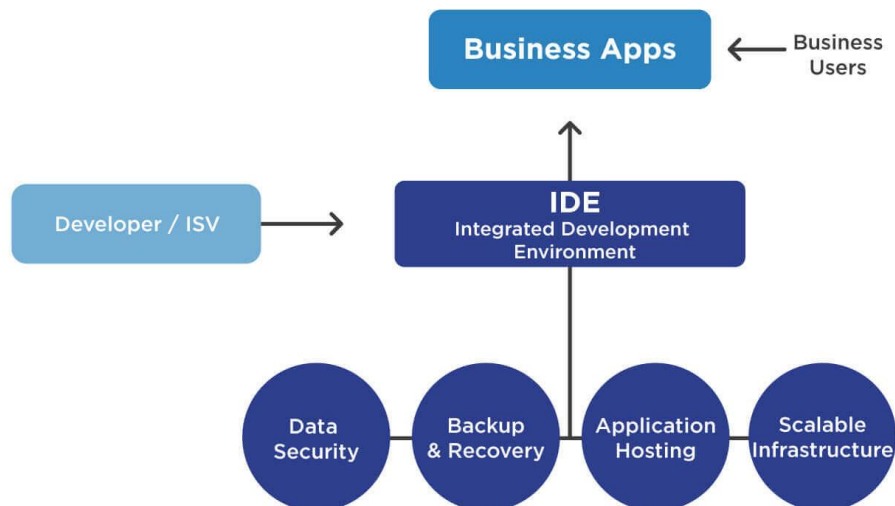 Business Apps
Business
Users
Developer / ISV
IDE
Integrated Development
Environment
Data
Security
Backup
& Recovery
Application
Hosting
Scalable
Infrastructure